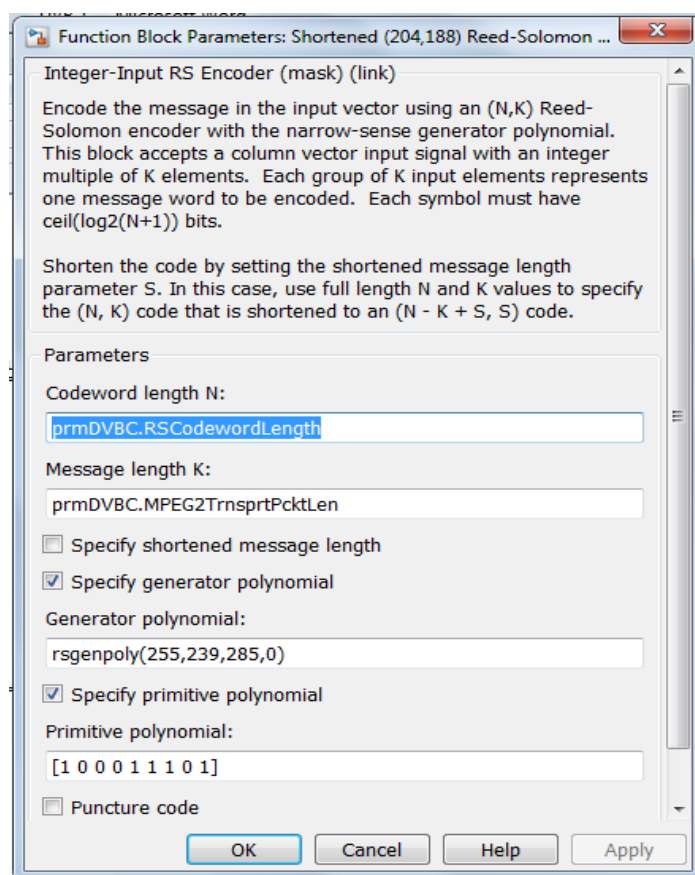 Function Block Parameters: Shortened (204,188) Reed-Solomon ...
Integer-Input RS Encoder (mask) (link)
Encode the message in the input vector using an (N,K) Reed-
Solomon encoder with the narrow-sense generator polynomial.
This block accepts a column vector input signal with an integer
multiple of K elements.  Each group of K input elements represents
one message word to be encoded.  Each symbol must have
ceil(log2(N+1)) bits.
Shorten the code by setting the shortened message length
parameter S. In this case, use full length N and K values to specify
the (N, K) code that is shortened to an (N - K + S, S) code.
Parameters
Codeword length N:
prmDVBC.RSCodewordLength
Message length K:
prmDVBC.MPEG2TrnsprtPcktLen
Specify shortened message length
Specify generator polynomial
Generator polynomial:
rsgenpoly(255,239,285,0)
Specify primitive polynomial
Primitive polynomial:
[1 0 0 0 1 1 1 0 1]
Puncture code
OK Cancel Help Apply